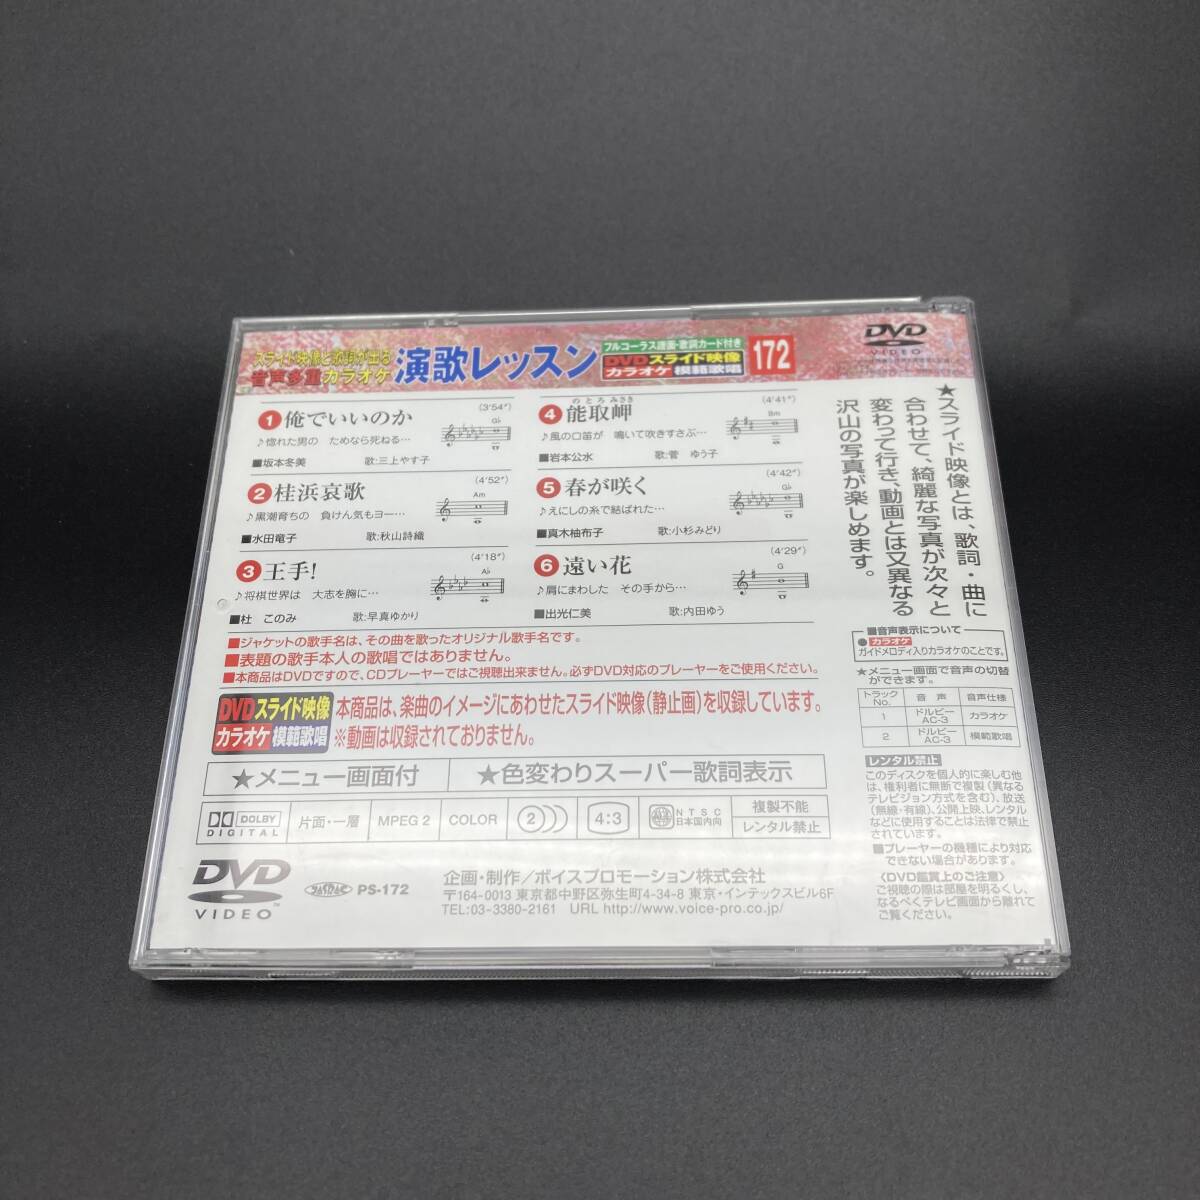 スライド映像と歌詞が出る
音声多重カラオケ
演歌レッスン
フルコーラス譜面・歌詞カード付き
DVDスライド映像
カラオケ 模範歌唱
172
DVD
VIDEO
1 俺でいいのか (3'54")
G♭
♪惚れた男の ためなら死ねる…
■坂本冬美 歌:三上やす子
2 桂浜哀歌 (4'52")
Am
♪黒潮育ちの 負けん気もヨー…
■水田竜子 歌:秋山詩織
3 王手! (4'18")
A♭
♪将棋世界は 大志を胸に…
■杜 このみ 歌:早真ゆかり
のとろ みさき
4 能取岬 (4'41")
Bm
♪風の口笛が 鳴いて吹きすさぶ…
■岩本公水 歌:菅 ゆう子
5 春が咲く (4'42")
G♭
♪えにしの糸で結ばれた…
■真木柚布子 歌:小杉みどり
6 遠い花 (4'29")
G
♪肩にまわした その手から…
■出光仁美 歌:内田ゆう
★スライド映像とは、歌詞・曲に
合わせて、綺麗な写真が次々と
変わって行き、動画とは又異なる
沢山の写真が楽しめます。
■ジャケットの歌手名は、その曲を歌ったオリジナル歌手名です。
■表題の歌手本人の歌唱ではありません。
■本商品はDVDですので、CDプレーヤーではご視聴出来ません。必ずDVD対応のプレーヤーをご使用ください。
DVDスライド映像
カラオケ 模範歌唱
本商品は、楽曲のイメージにあわせたスライド映像(静止画)を収録しています。
※動画は収録されておりません。
★メニュー画面付 ★色変わりスーパー歌詞表示
DOLBY
DIGITAL
片面・一層
MPEG 2
COLOR
2
4:3
NTSC
日本国内向
複製不能
レンタル禁止
■音声表示について
●カラオケ
ガイドメロディ入りカラオケのことです。
★メニュー画面で音声の切替
ができます。
トラックNo. 音声 音声仕様
1 ドルビーAC-3 カラオケ
2 ドルビーAC-3 模範歌唱
レンタル禁止
このディスクを個人的に楽しむ他
は、権利者に無断で複製(異なる
テレビジョン方式を含む)、放送
(無線・有線)、公開上映、レンタル
などに使用することは法律で禁止
されています。
■プレーヤーの機種により対応
できない場合があります。
〈DVD鑑賞上のご注意〉
ご視聴の際は部屋を明るくし、
なるべくテレビ画面から離れて
ご覧ください。
DVD
VIDEO
TM
JASRAC
PS-172
企画・制作/ボイスプロモーション株式会社
〒164-0013 東京都中野区弥生町4-34-8 東京・インテックスビル6F
TEL:03-3380-2161 URL http://www.voice-pro.co.jp/